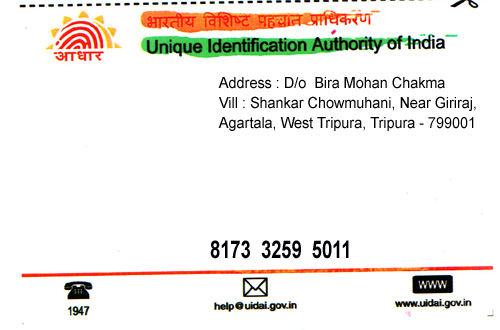 भारतीय विशिष्ट पहचान प्राधिकरण
Unique Identification Authority of India
आधार
Address : D/o Bira Mohan Chakma
Vill : Shankar Chowmuhani, Near Giriraj,
Agartala, West Tripura, Tripura - 799001
8173 3259 5011
1947
help@uidai.gov.in
WWW
www.uidai.gov.in